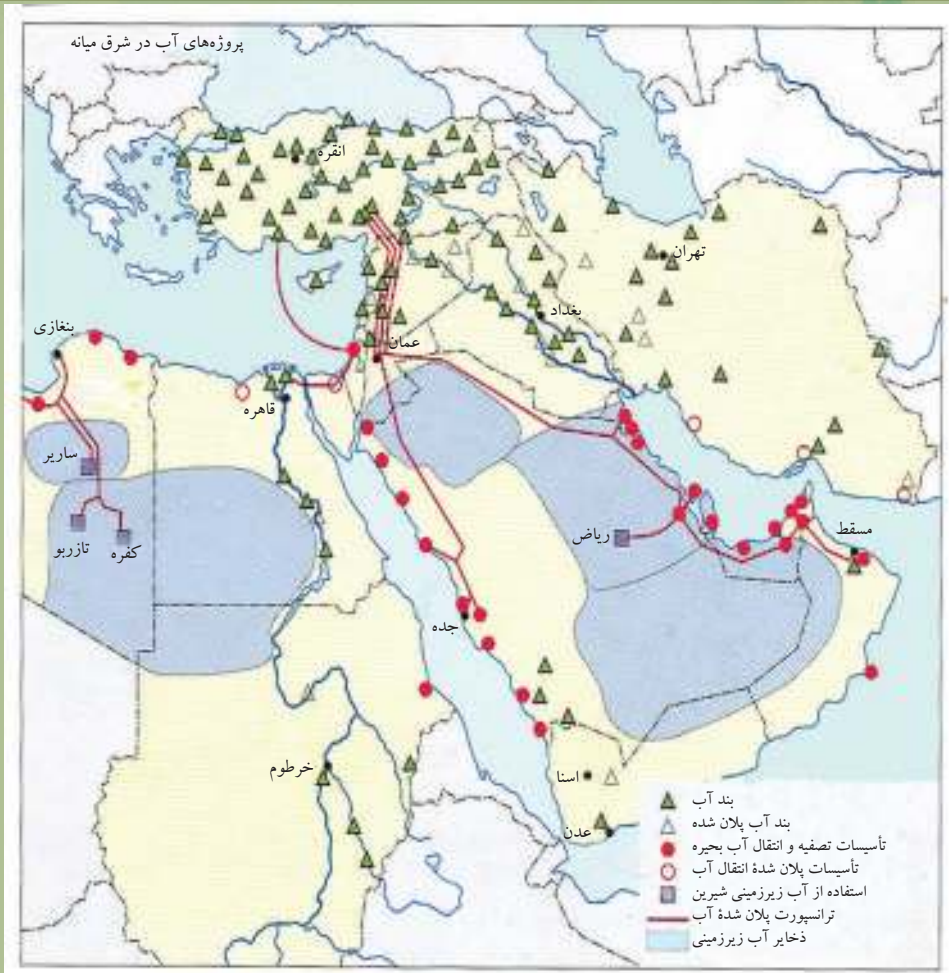 پروژه‌های آب در شرق میانه
انقره
تهران
بغداد
بنغازی
عمان
قاهره
ساریر
تازربو
کفره
ریاض
مسقط
جده
خرطوم
اسنا
عدن
بند آب
بند آب پلان شده
تأسیسات تصفیه و انتقال آب بحیره
تأسیسات پلان شدۀ انتقال آب
استفاده از آب زیرزمینی شیرین
ترانسپورت پلان شدۀ آب
ذخایر آب زیرزمینی